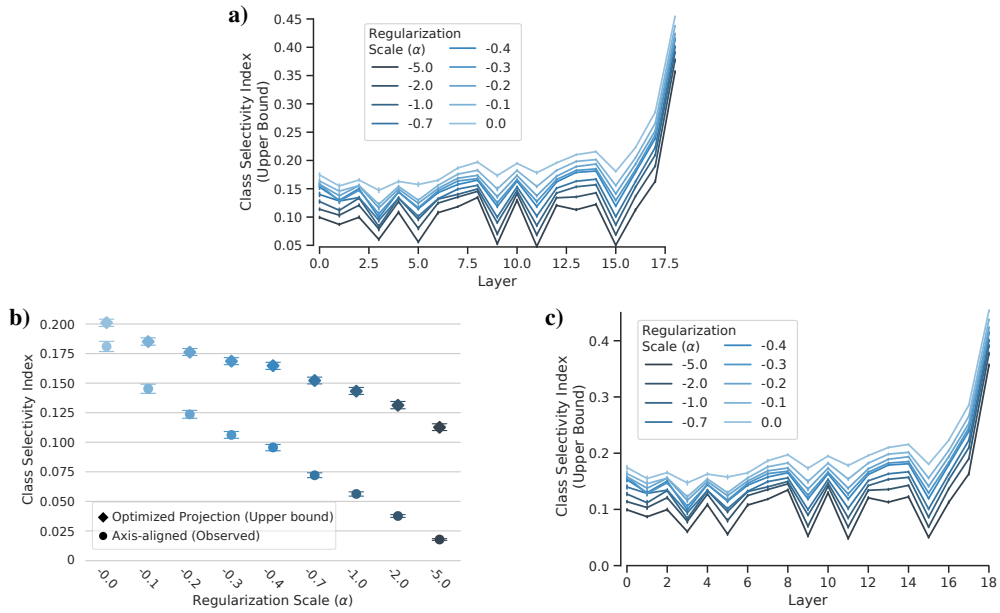 a)
Class Selectivity Index
(Upper Bound)
0.45
0.40
0.35
0.30
0.25
0.20
0.15
0.10
0.05
Regularization
Scale (α)
-5.0
-2.0
-1.0
-0.7
-0.4
-0.3
-0.2
-0.1
0.0
0.0 2.5 5.0 7.5 10.0 12.5 15.0 17.5
Layer
b)
Class Selectivity Index
0.200
0.175
0.150
0.125
0.100
0.075
0.050
0.025
0
Optimized Projection (Upper bound)
Axis-aligned (Observed)
-0.0 -0.1 -0.2 -0.3 -0.4 -0.7 -1.0 -2.0 -5.0
Regularization Scale (α)
c)
Class Selectivity Index
(Upper Bound)
0.4
0.3
0.2
0.1
0.0
Regularization
Scale (α)
-5.0
-2.0
-1.0
-0.7
-0.4
-0.3
-0.2
-0.1
0.0
0 2 4 6 8 10 12 14 16 18
Layer